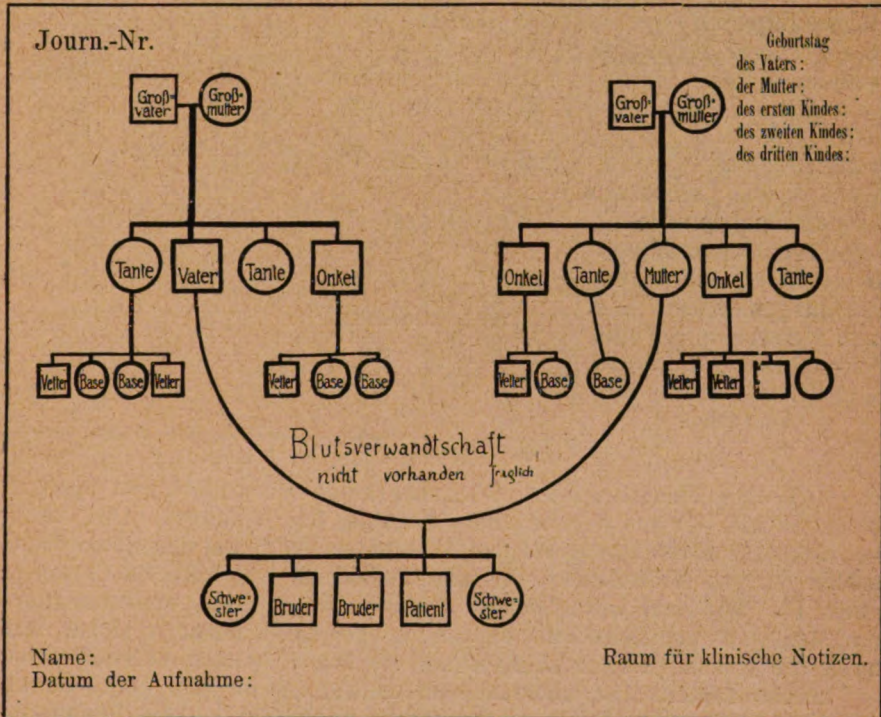 Journ.-Nr.
Geburtstag
des Vaters:
der Mutter:
des ersten Kindes:
des zweiten Kindes:
des dritten Kindes:
Groß-
vater
Groß-
mutter
Groß-
vater
Groß-
mutter
Tante
Vater
Tante
Onkel
Onkel
Tante
Mutter
Onkel
Tante
Vetter
Base
Base
Vetter
Vetter
Base
Base
Vetter
Base
Base
Vetter
Vetter
Blutsverwandtschaft
nicht vorhanden fraglich
Schwe-
ster
Bruder
Bruder
Patient
Schwe-
ster
Name:
Raum für klinische Notizen.
Datum der Aufnahme: